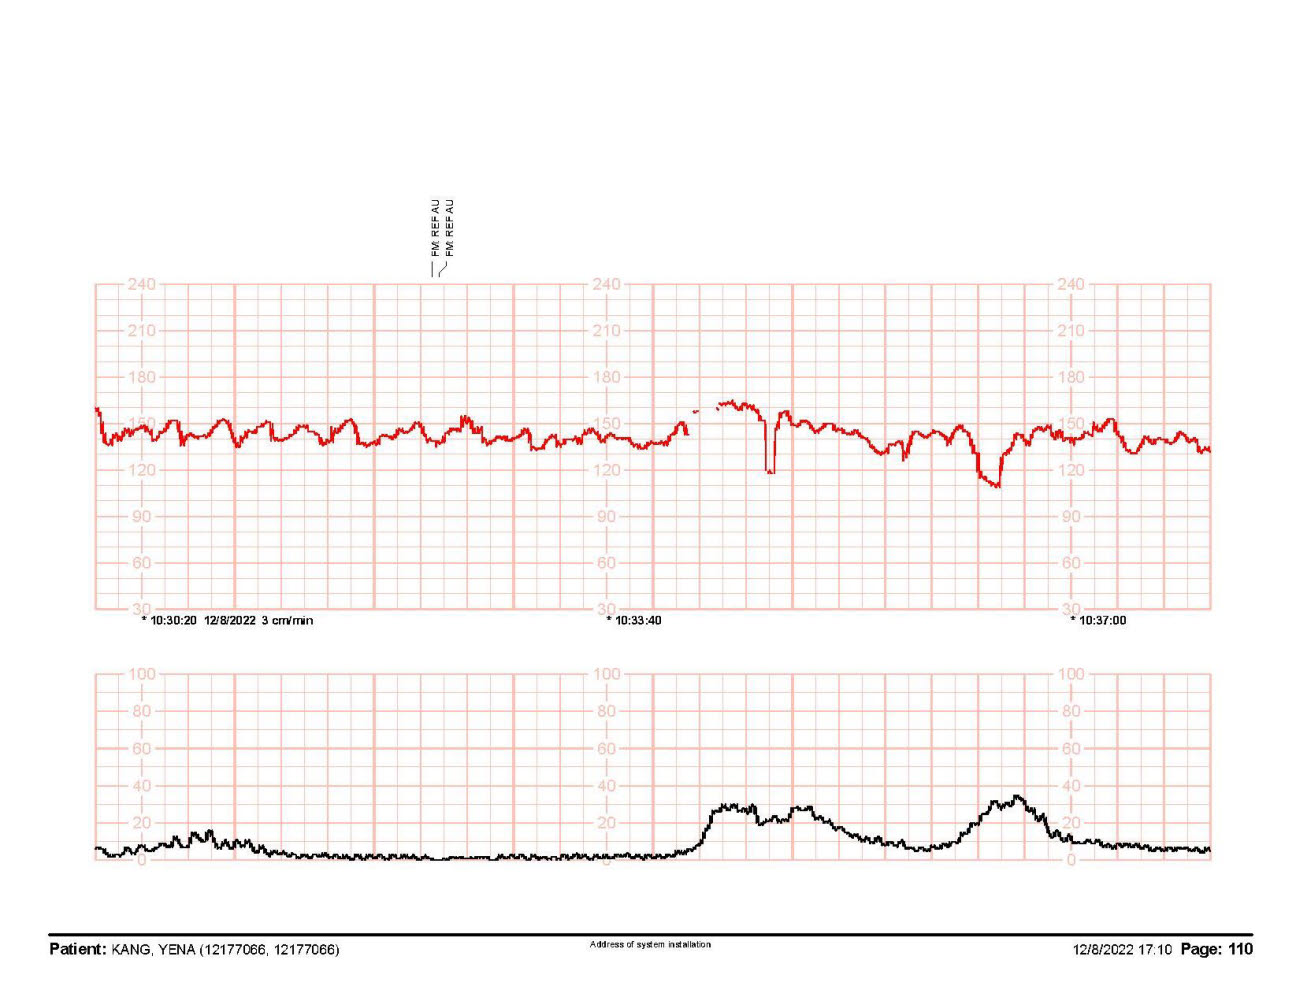 FM: REF AU
FM: REF AU
240 240 240
210 210 210
180 180 180
150 150 150
120 120 120
90 90 90
60 60 60
30 30 30
* 10:30:20 12/8/2022 3 cm/min * 10:33:40 * 10:37:00
100 100 100
80 80 80
60 60 60
40 40 40
20 20 20
0 0 0
Patient: KANG, YENA (12177066, 12177066) Address of system installation 12/8/2022 17:10 Page: 110